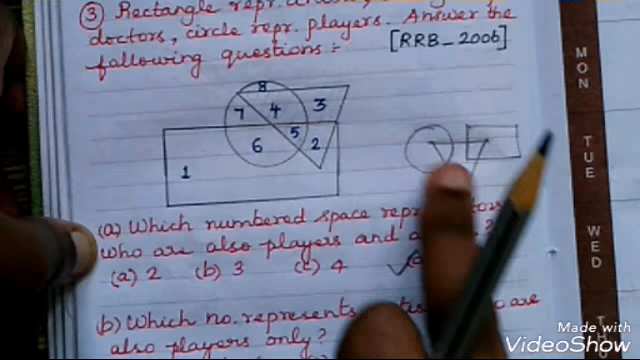 ③ Rectangle repr.
doctors, circle repr. players. Answer the
following questions :-
[RRB_2006]
8
7 4 3
6 5 2
1
(a) Which numbered space
who are also players and
(a) 2 (b) 3 (c) 4
(b) Which no. represents are
also players only?
MON
TUE
WED
Made with
VideoShow